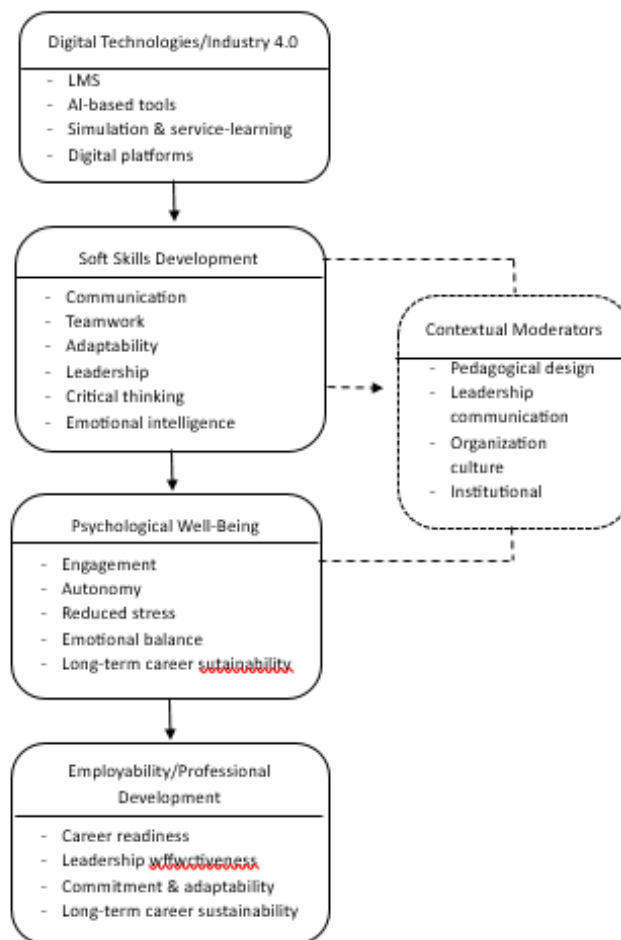 Digital Technologies/Industry 4.0
- LMS
- AI-based tools
- Simulation & service-learning
- Digital platforms
Soft Skills Development
- Communication
- Teamwork
- Adaptability
- Leadership
- Critical thinking
- Emotional intelligence
Contextual Moderators
- Pedagogical design
- Leadership
communication
- Organization
culture
- Institutional
Psychological Well-Being
- Engagement
- Autonomy
- Reduced stress
- Emotional balance
- Long-term career sutainability
Employability/Professional
Development
- Career readiness
- Leadership wffwctiveness
- Commitment & adaptability
- Long-term career sustainability